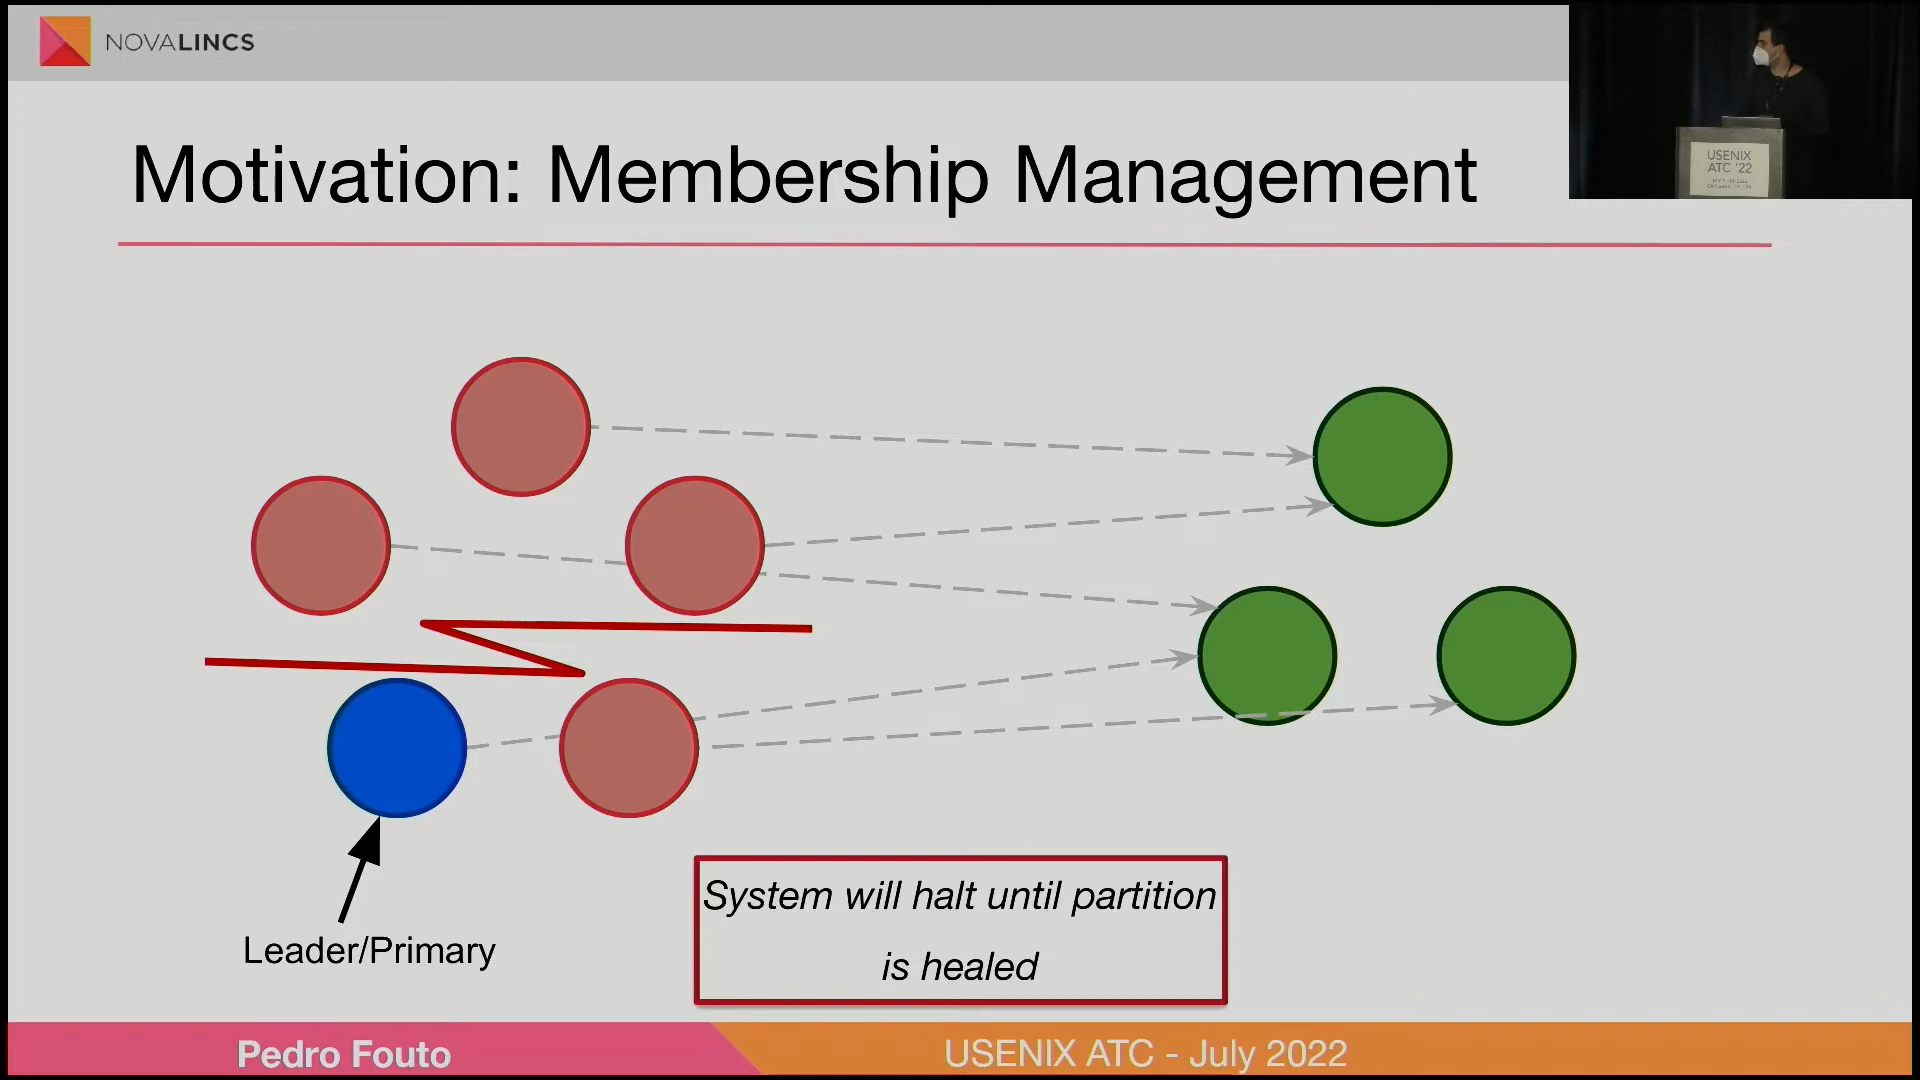 NOVALINCS
USENIX
ATC '22
Motivation: Membership Management
Leader/Primary
System will halt until partition
is healed
Pedro Fouto
USENIX ATC - July 2022